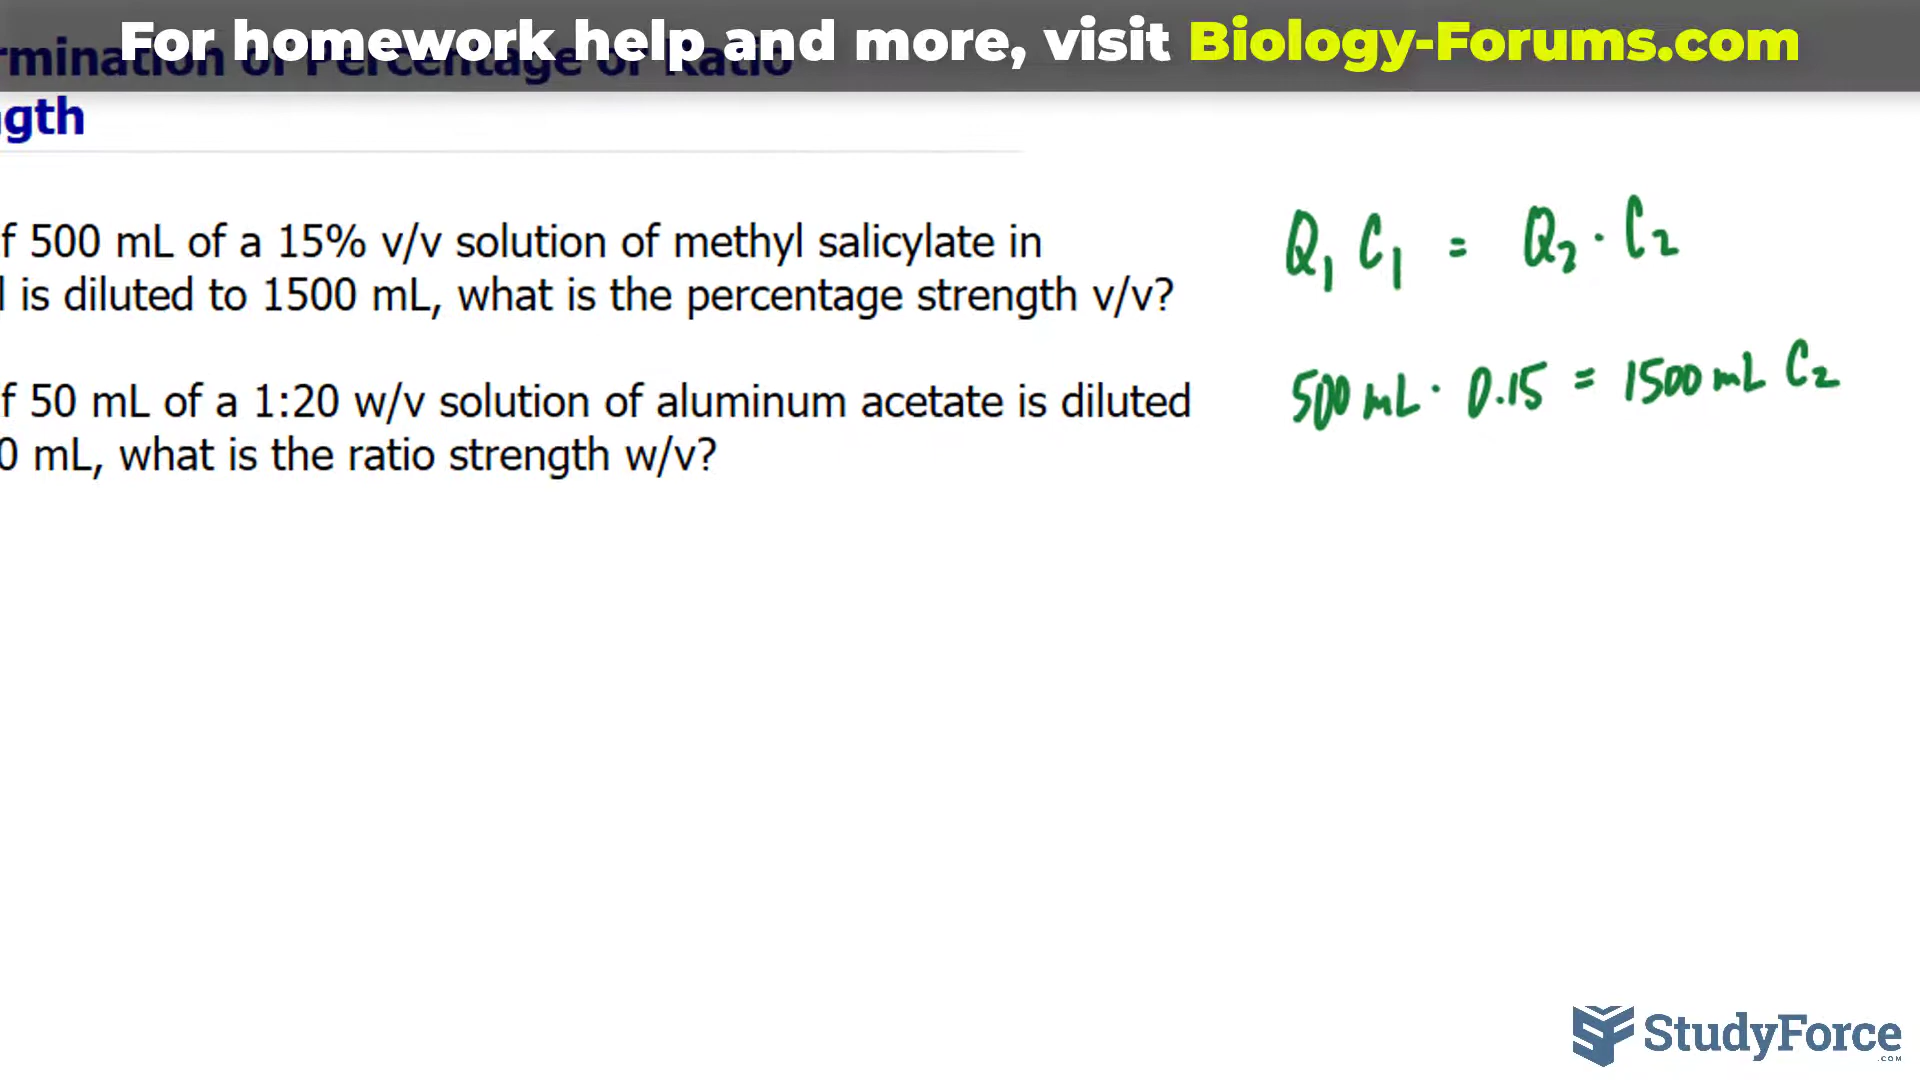 For homework help and more, visit Biology-Forums.com
rmination of Percentage or Ratio
gth
f 500 mL of a 15% v/v solution of methyl salicylate in
l is diluted to 1500 mL, what is the percentage strength v/v?
f 50 mL of a 1:20 w/v solution of aluminum acetate is diluted
0 mL, what is the ratio strength w/v?
Q₁ C₁ = Q₂ · C₂
500 mL · 0.15 = 1500 mL C₂
StudyForce
.COM